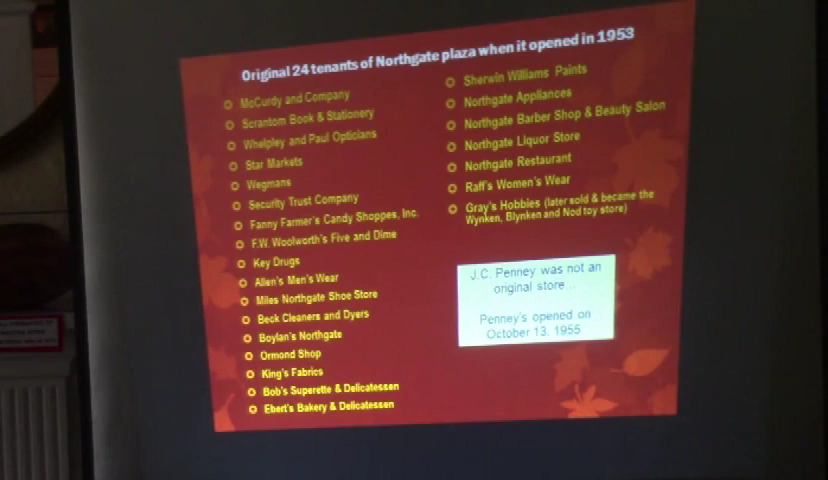 Original 24 tenants of Northgate plaza when it opened in 1953
McCurdy and Company
Scrantom Book & Stationery
Whelpley and Paul Opticians
Star Markets
Wegmans
Security Trust Company
Fanny Farmer's Candy Shoppes, Inc.
F.W. Woolworth's Five and Dime
Key Drugs
Allen's Men's Wear
Miles Northgate Shoe Store
Beck Cleaners and Dyers
Boylan's Northgate
Ormond Shop
King's Fabrics
Bob's Superette & Delicatessen
Ebert's Bakery & Delicatessen
Sherwin Williams Paints
Northgate Appliances
Northgate Barber Shop & Beauty Salon
Northgate Liquor Store
Northgate Restaurant
Raff's Women's Wear
Gray's Hobbies (later sold & became the
Wynken, Blynken and Nod toy store)
J.C. Penney was not an
original store...
Penney's opened on
October 13, 1955